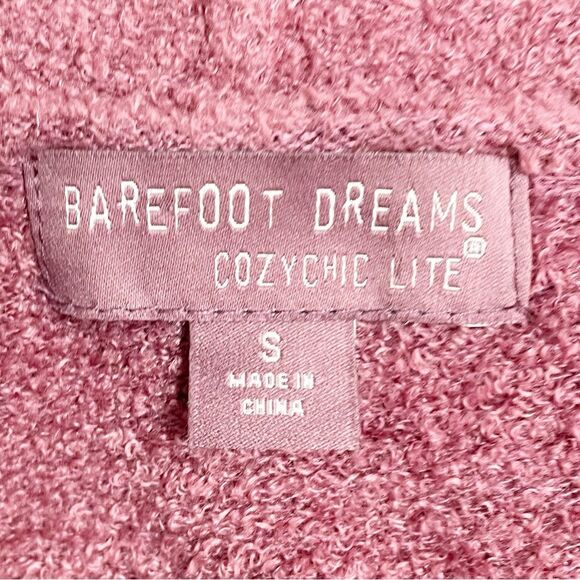 BAREFOOT DREAMS
COZYCHIC LITE®
S
MADE IN
CHINA